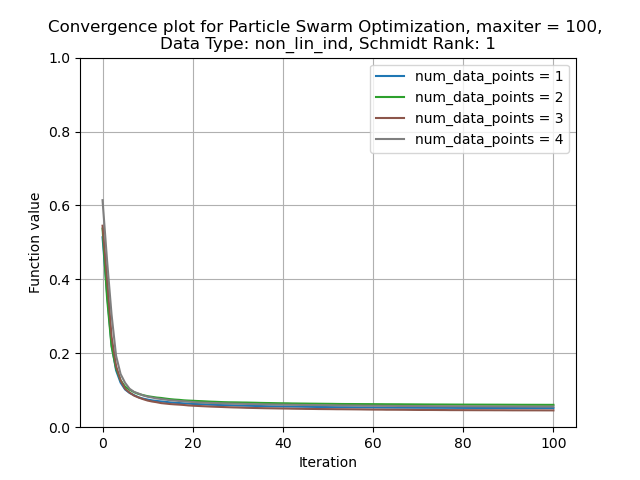 Convergence plot for Particle Swarm Optimization, maxiter = 100,
Data Type: non_lin_ind, Schmidt Rank: 1
1.0
0.8
0.6
0.4
0.2
0.0
Function value
num_data_points = 1
num_data_points = 2
num_data_points = 3
num_data_points = 4
0 20 40 60 80 100
Iteration